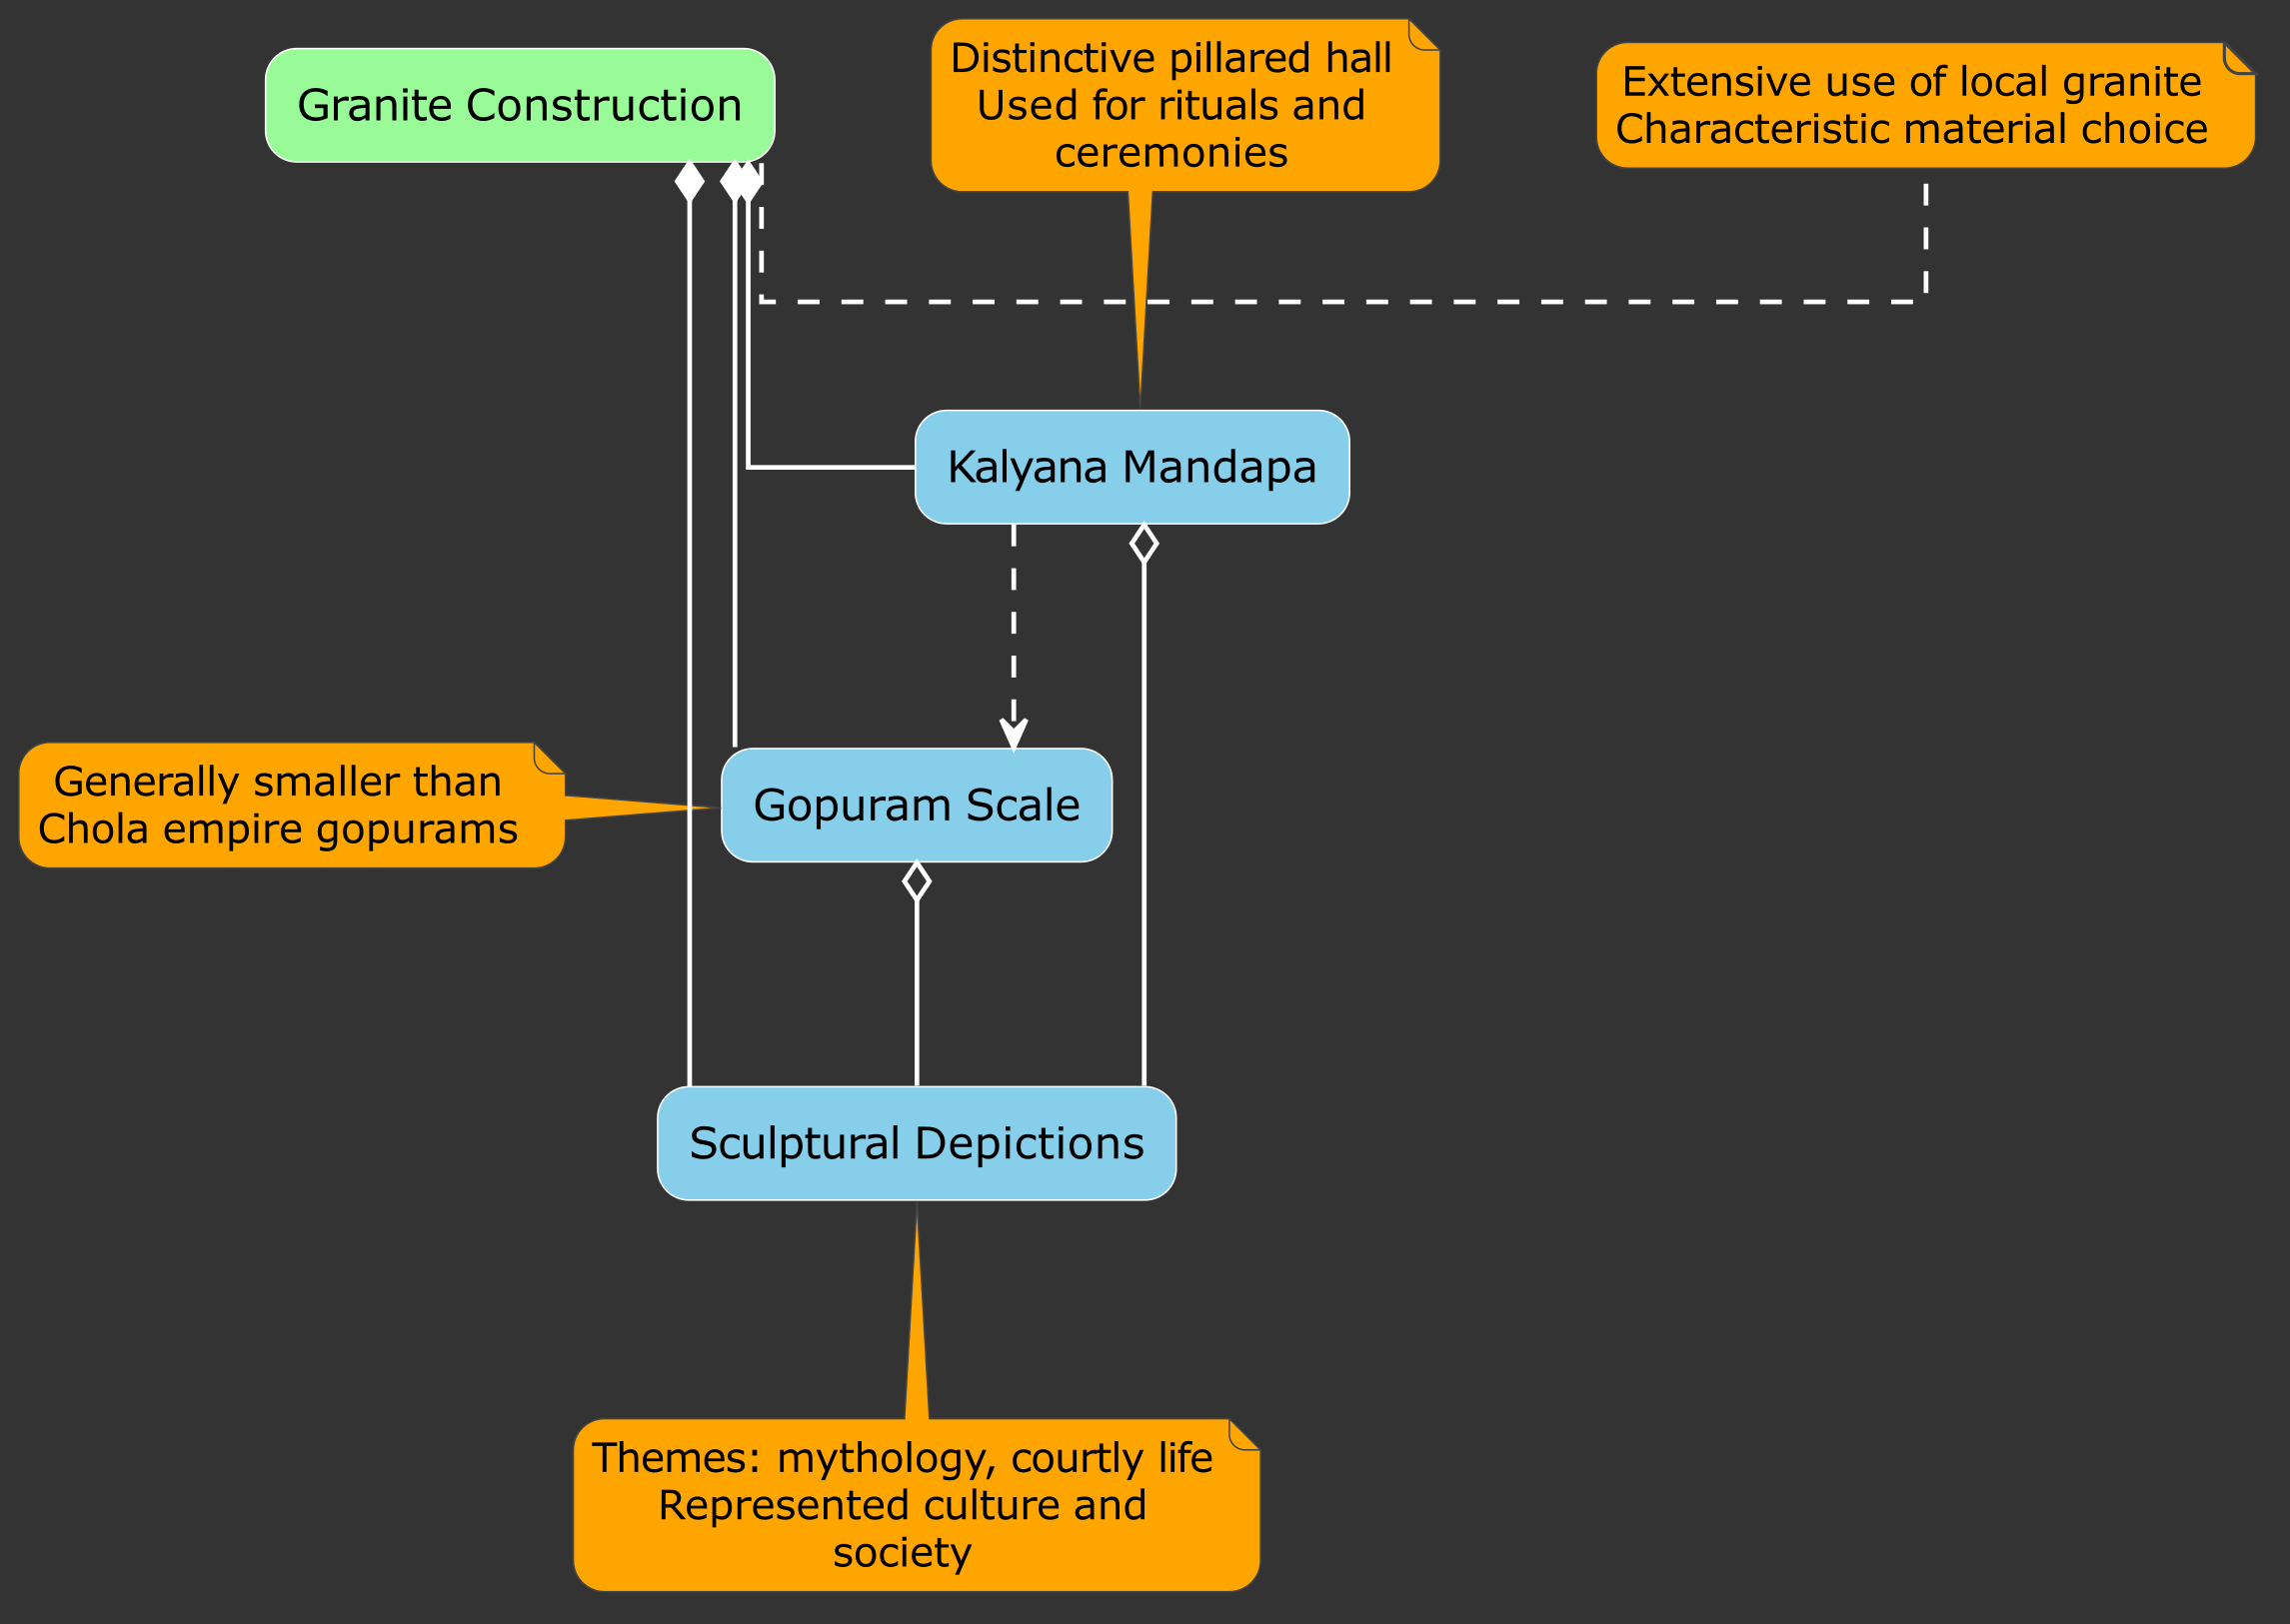 Granite Construction
Distinctive pillared hall
Used for rituals and
ceremonies
Extensive use of local granite
Characteristic material choice
Kalyana Mandapa
Generally smaller than
Chola empire gopurams
Gopuram Scale
Sculptural Depictions
Themes: mythology, courtly life
Represented culture and
society